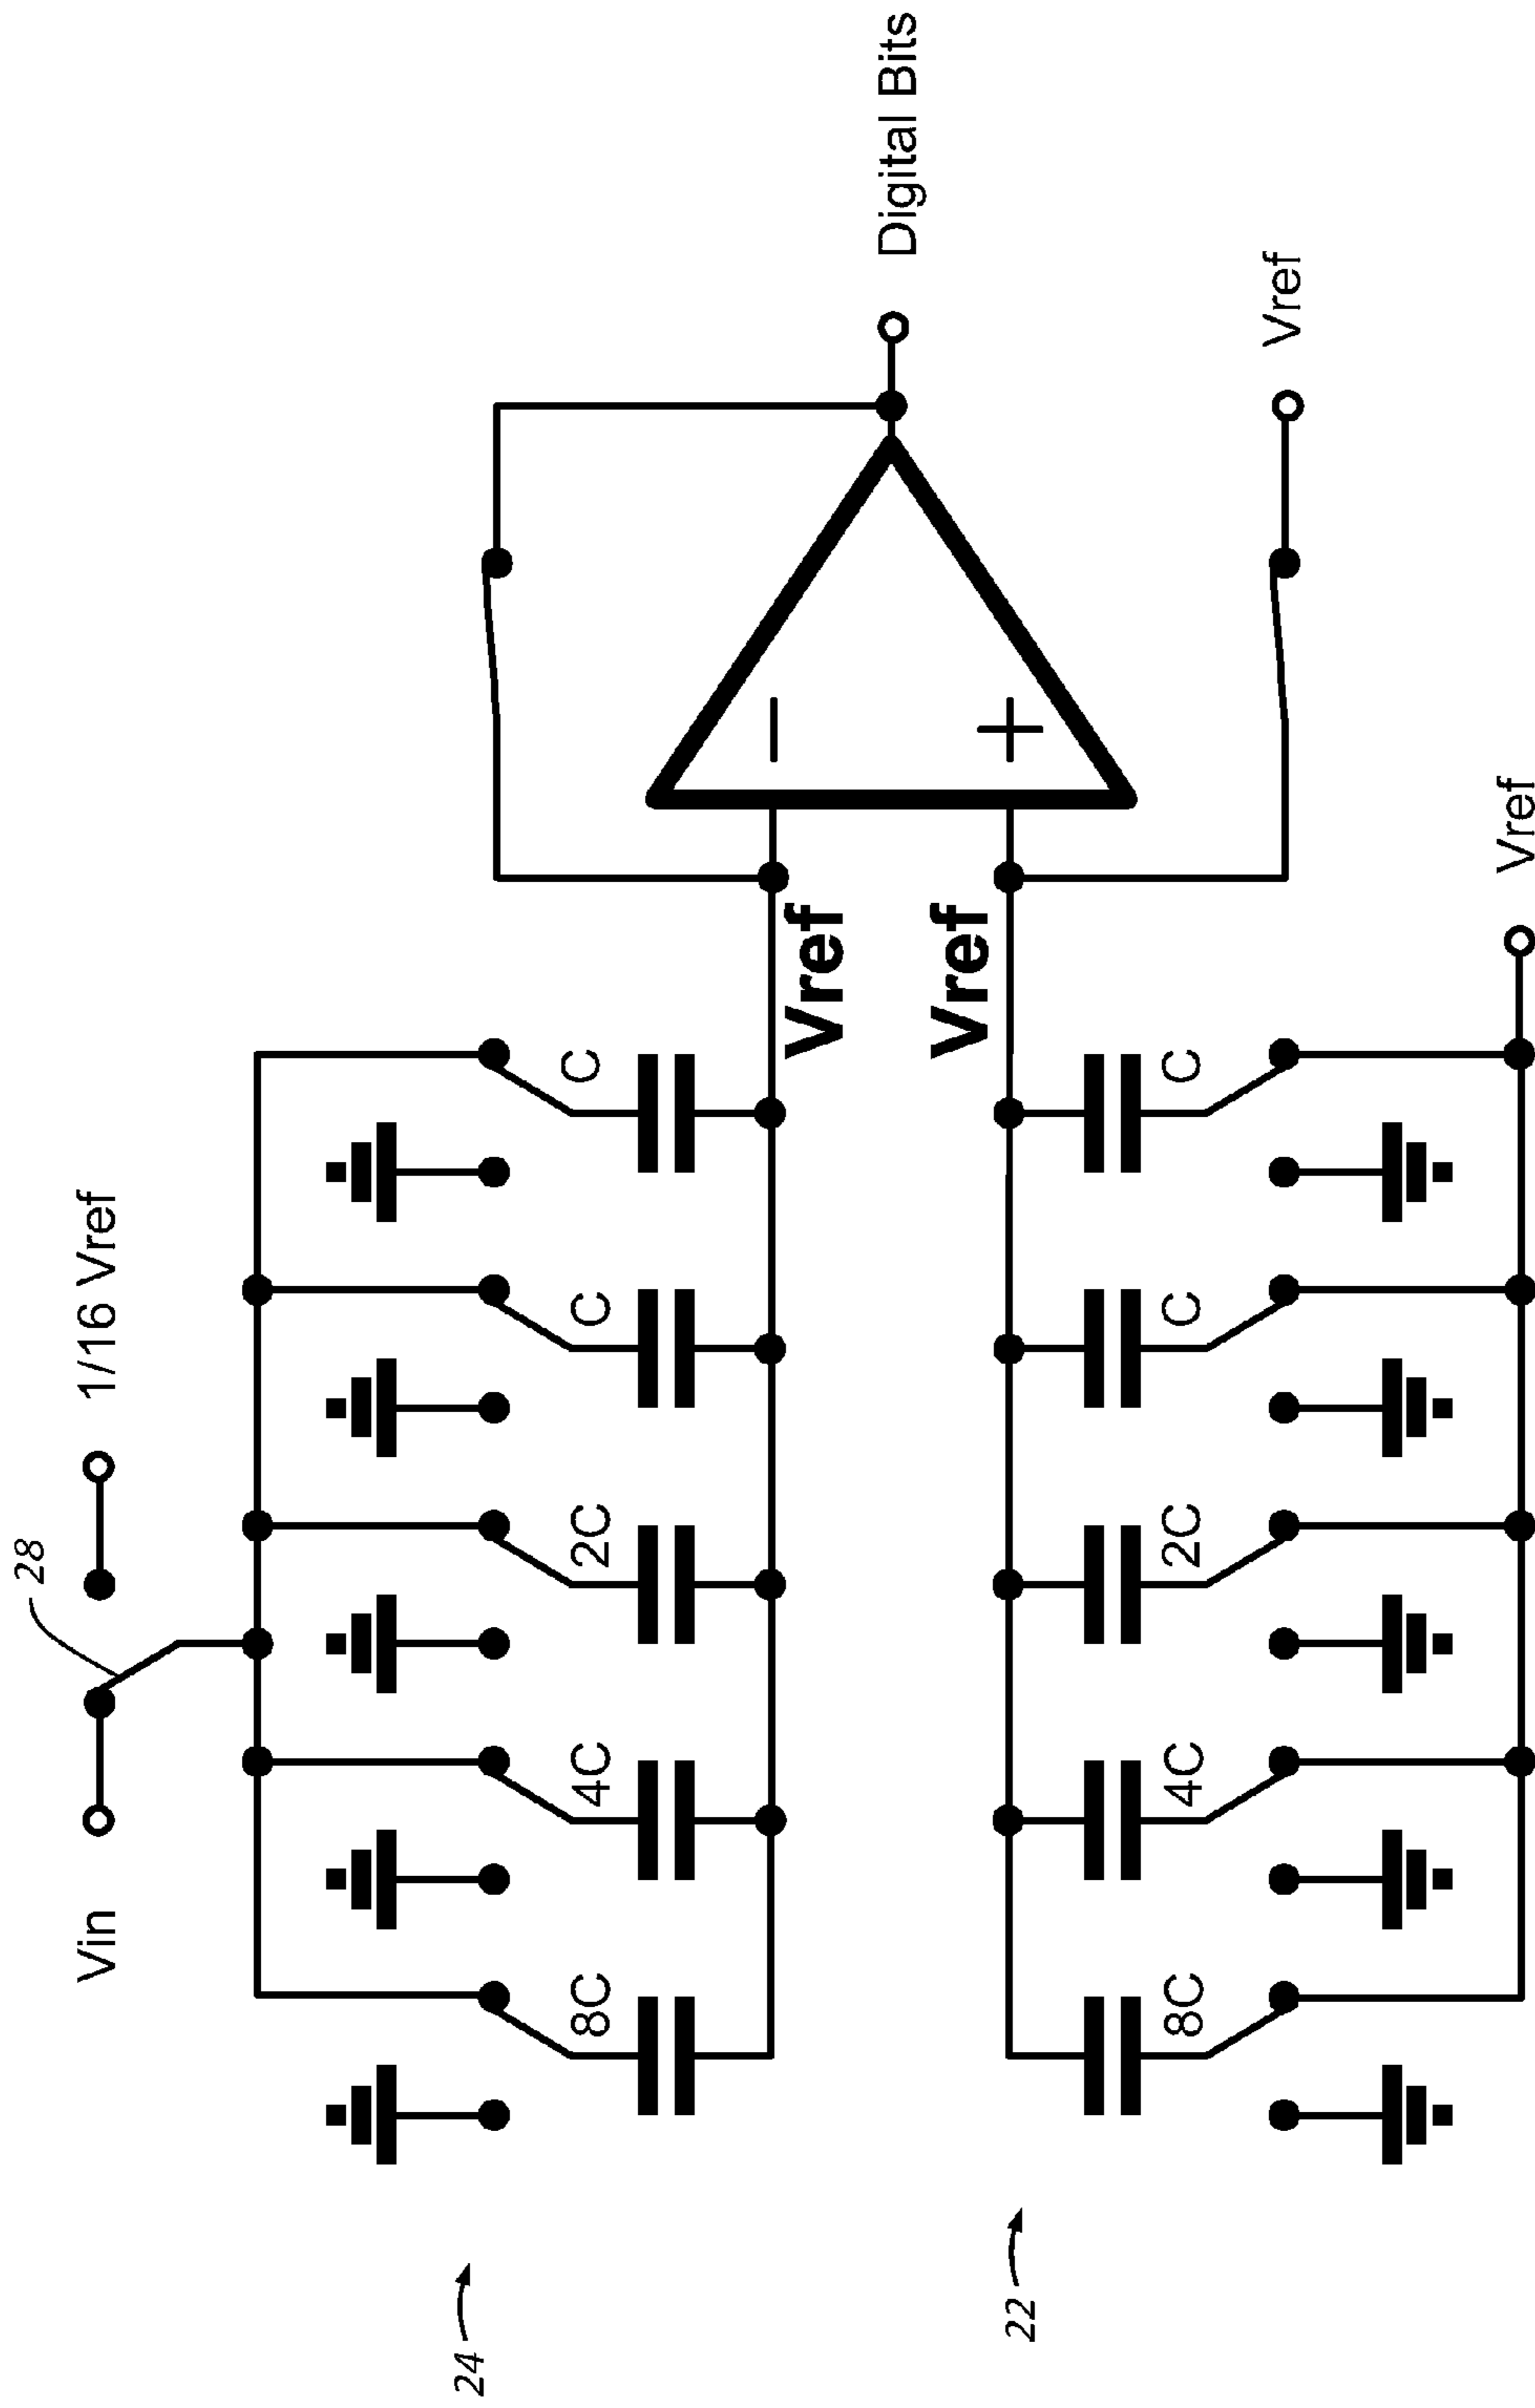 28
Vin
1/16 Vref
24
8C
4C
2C
C
C
Vref
−
Digital Bits
Vref
+
22
8C
4C
2C
C
C
Vref
Vref